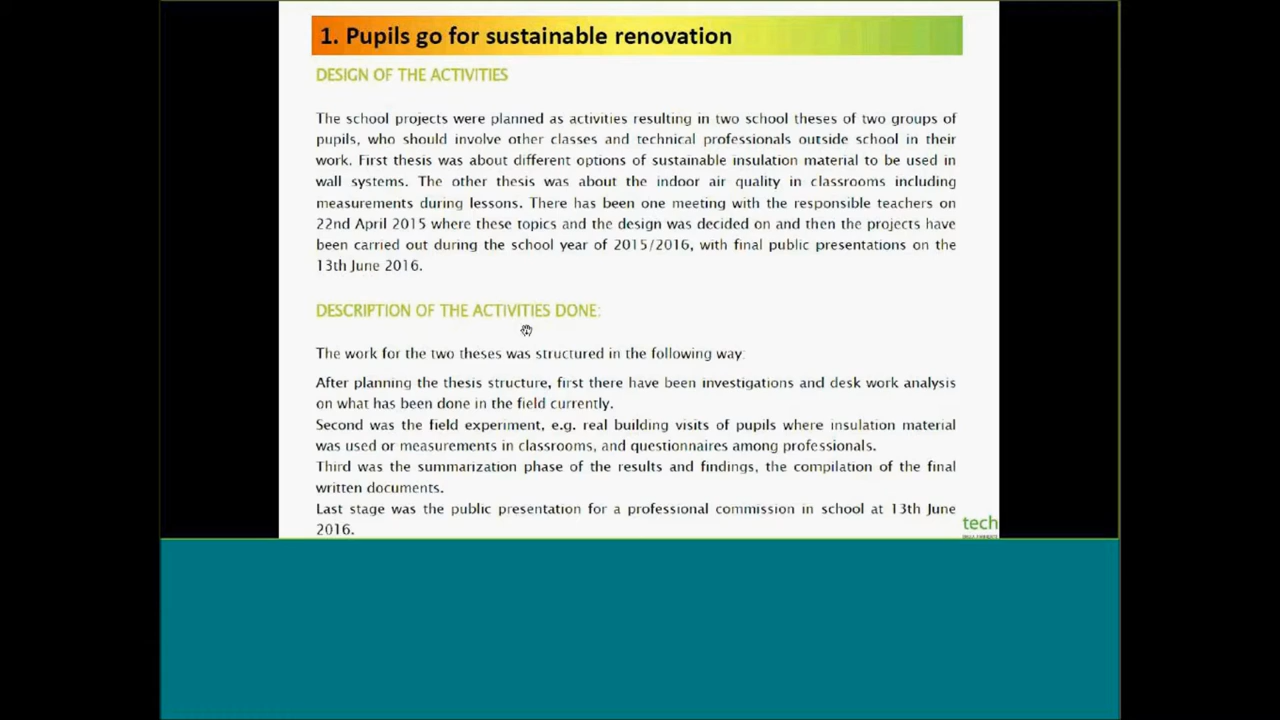 1. Pupils go for sustainable renovation
DESIGN OF THE ACTIVITIES
The school projects were planned as activities resulting in two school theses of two groups of
pupils, who should involve other classes and technical professionals outside school in their
work. First thesis was about different options of sustainable insulation material to be used in
wall systems. The other thesis was about the indoor air quality in classrooms including
measurements during lessons. There has been one meeting with the responsible teachers on
22nd April 2015 where these topics and the design was decided on and then the projects have
been carried out during the school year of 2015/2016, with final public presentations on the
13th June 2016.
DESCRIPTION OF THE ACTIVITIES DONE:
The work for the two theses was structured in the following way:
After planning the thesis structure, first there have been investigations and desk work analysis
on what has been done in the field currently.
Second was the field experiment, e.g. real building visits of pupils where insulation material
was used or measurements in classrooms, and questionnaires among professionals.
Third was the summarization phase of the results and findings, the compilation of the final
written documents.
Last stage was the public presentation for a professional commission in school at 13th June
2016.
tech